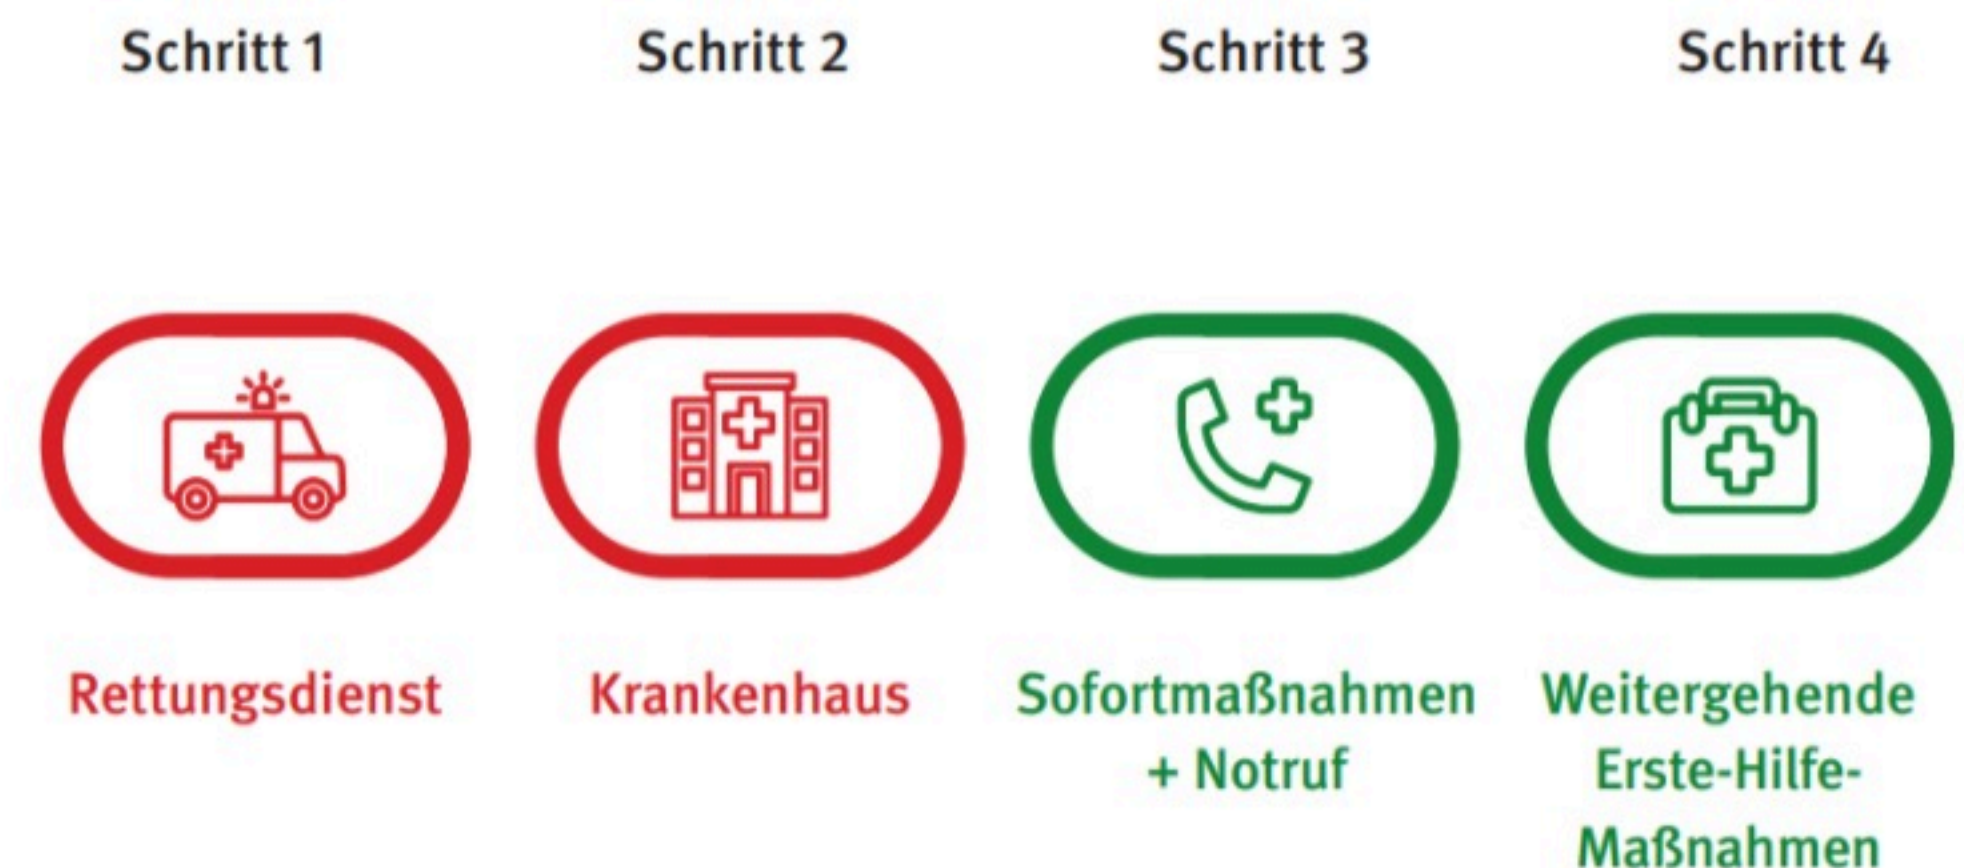 Schritt 1
Schritt 2
Schritt 3
Schritt 4
Rettungsdienst
Krankenhaus
Sofortmaßnahmen
+ Notruf
Weitergehende
Erste-Hilfe-
Maßnahmen